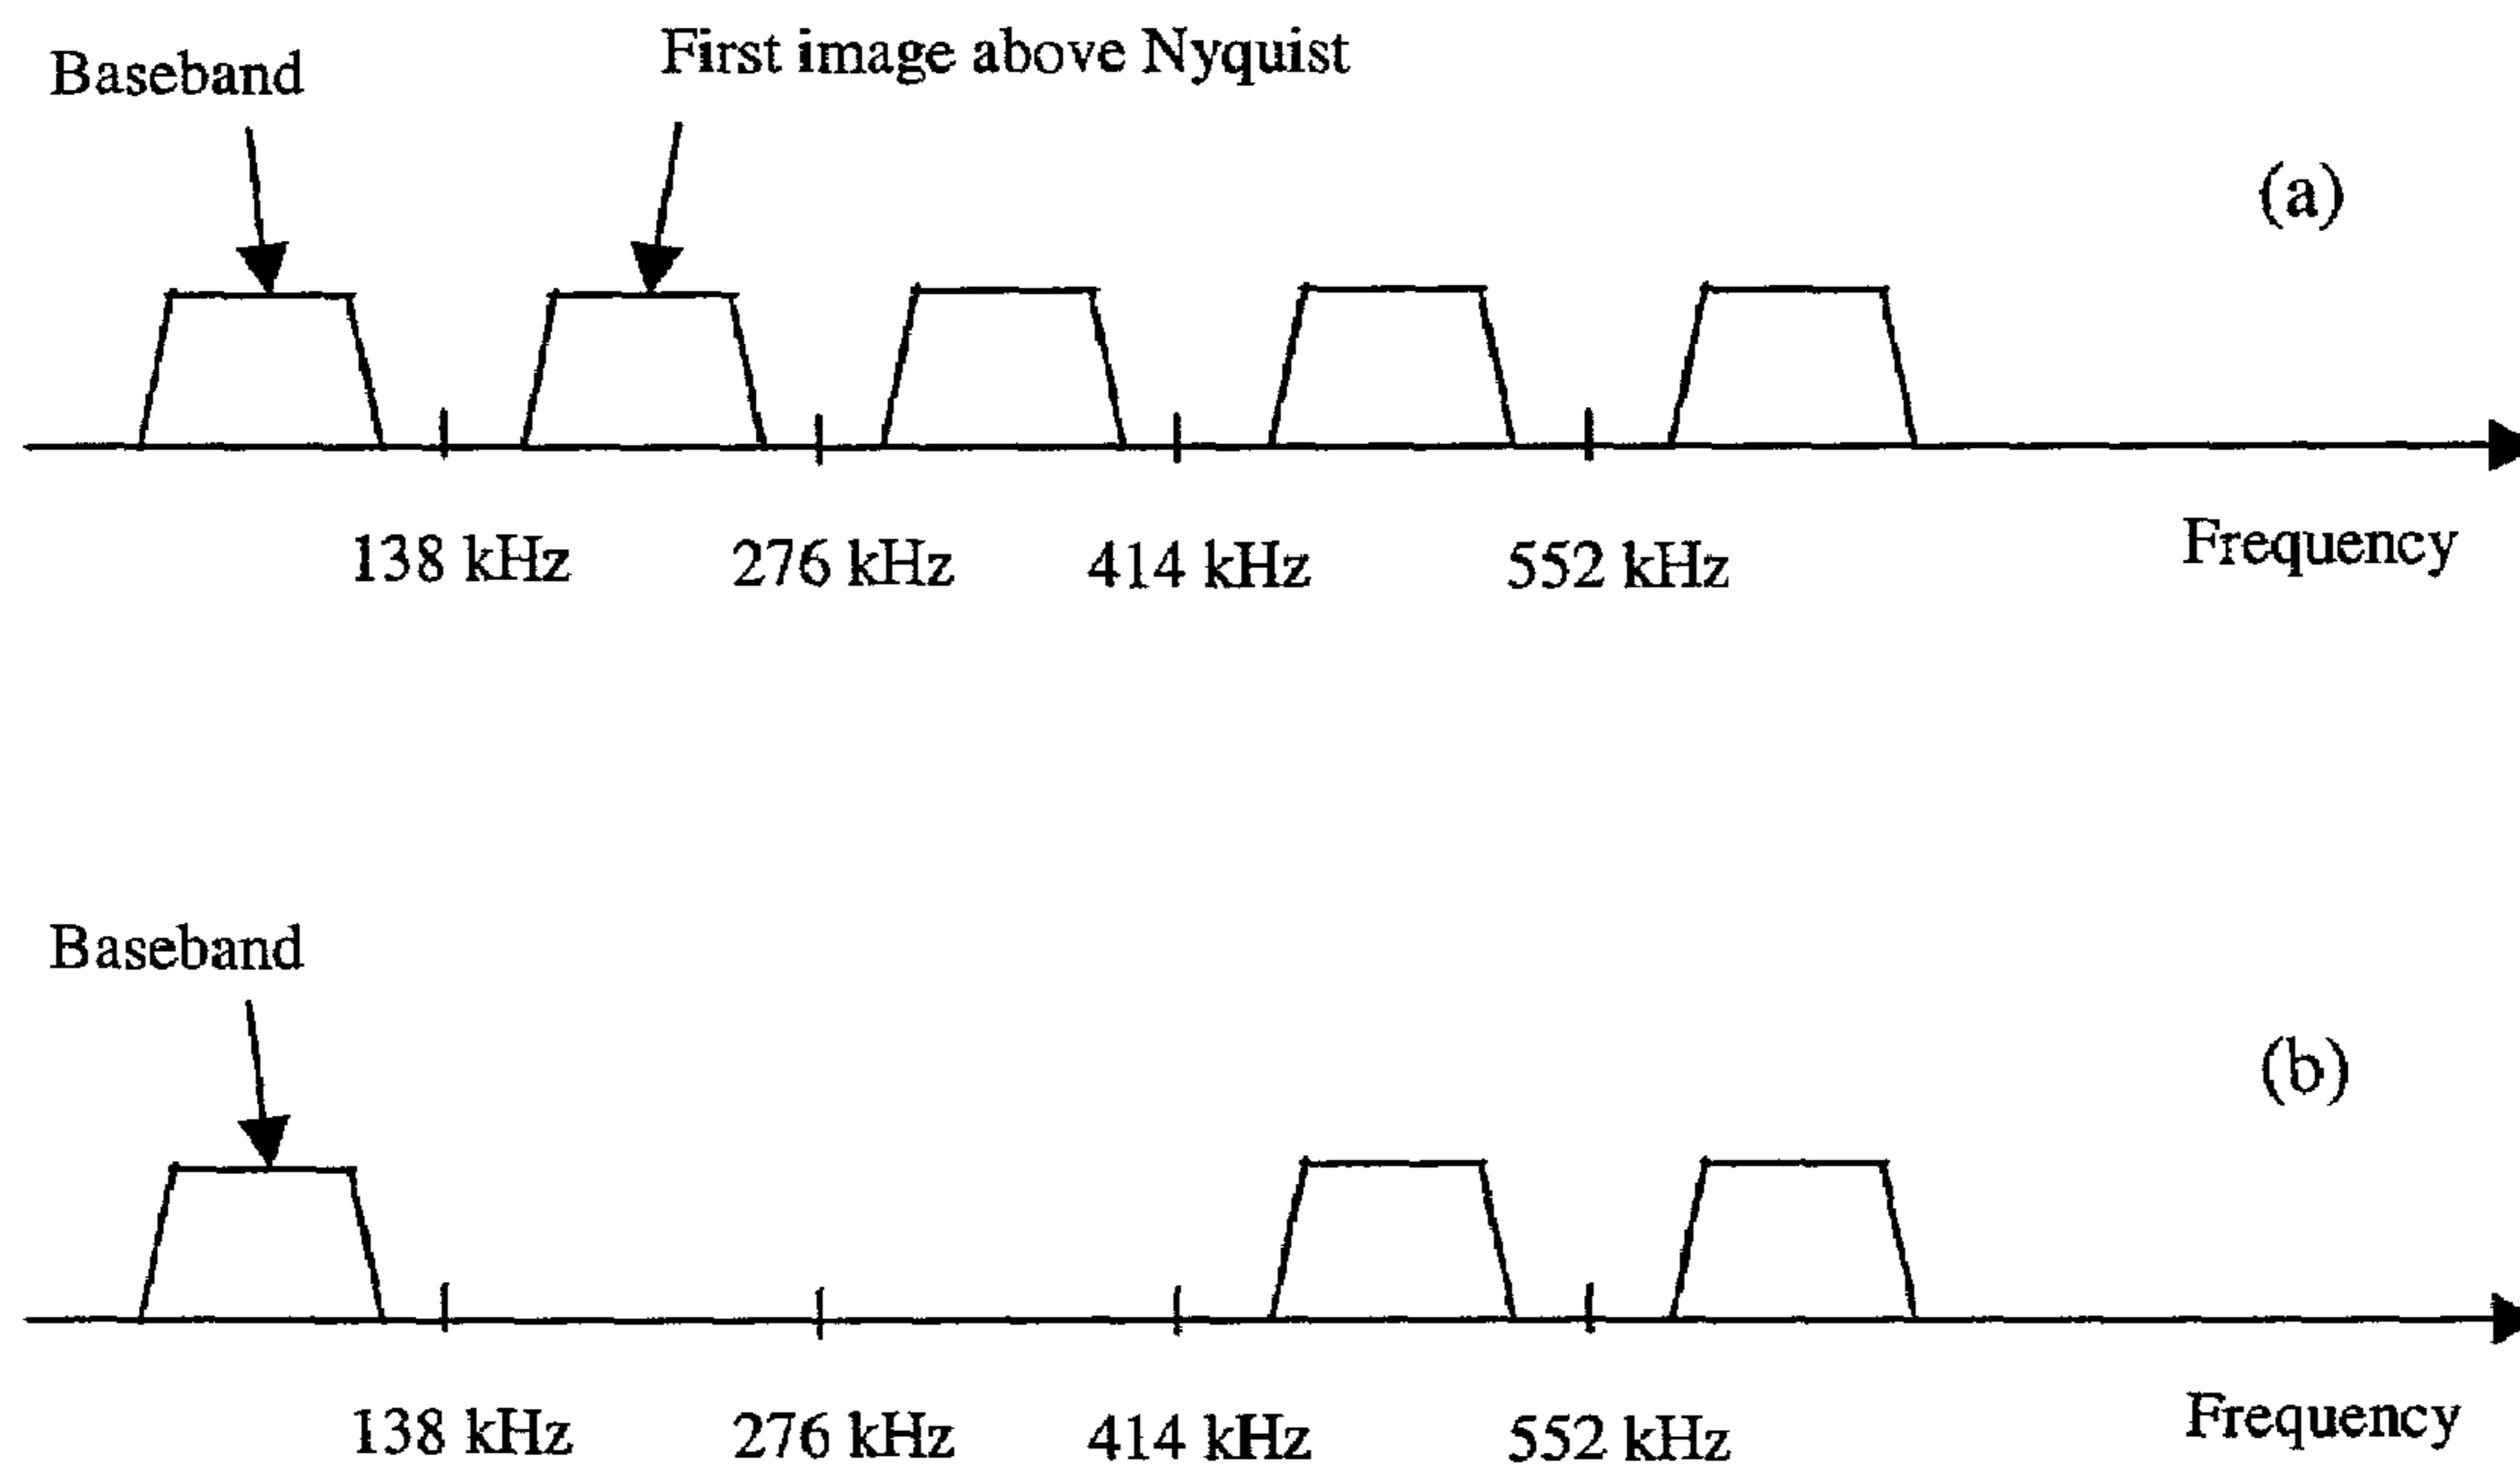 Baseband
First image above Nyquist
(a)
138 kHz
276 kHz
414 kHz
552 kHz
Frequency
Baseband
(b)
138 kHz
276 kHz
414 kHz
552 kHz
Frequency